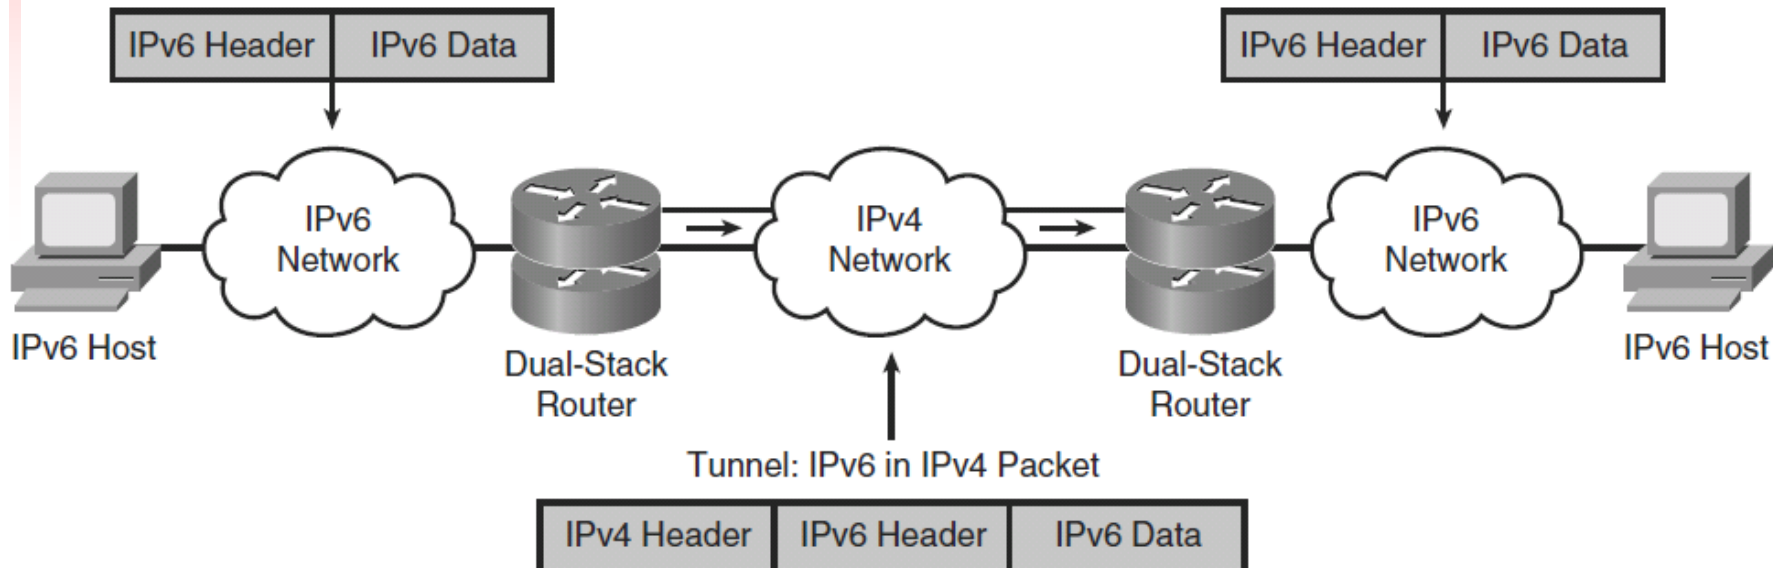 IPv6 Header IPv6 Data
IPv6 Header IPv6 Data
IPv6
Network
IPv4
Network
IPv6
Network
IPv6 Host
Dual-Stack
Router
Dual-Stack
Router
IPv6 Host
Tunnel: IPv6 in IPv4 Packet
IPv4 Header IPv6 Header IPv6 Data